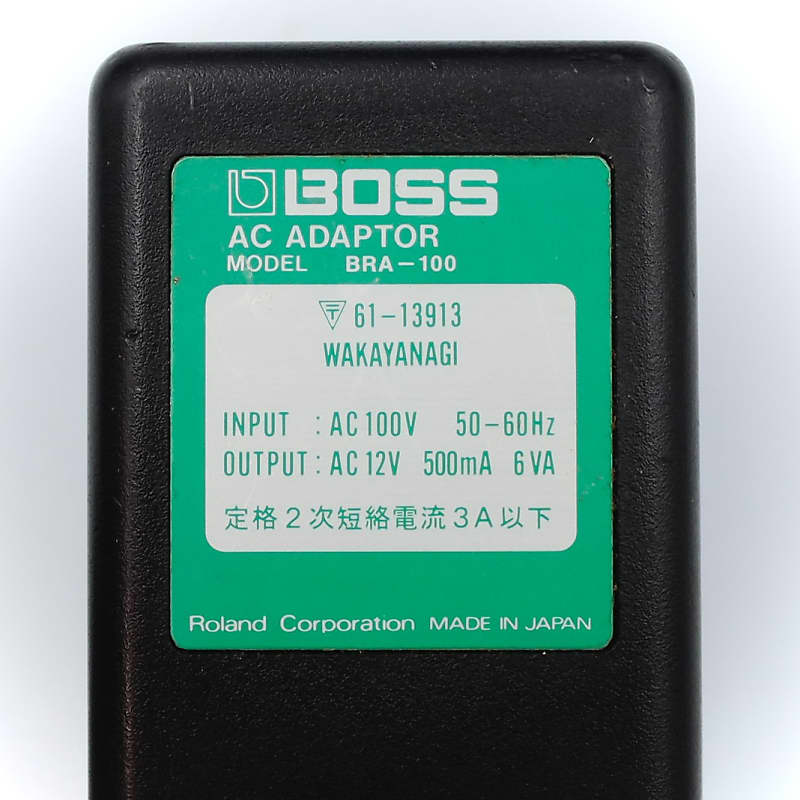 BOSS
AC ADAPTOR
MODEL BRA-100
〒 61-13913
WAKAYANAGI
INPUT : AC 100V 50-60Hz
OUTPUT : AC 12V 500mA 6VA
定格2次短絡電流3A以下
Roland Corporation MADE IN JAPAN